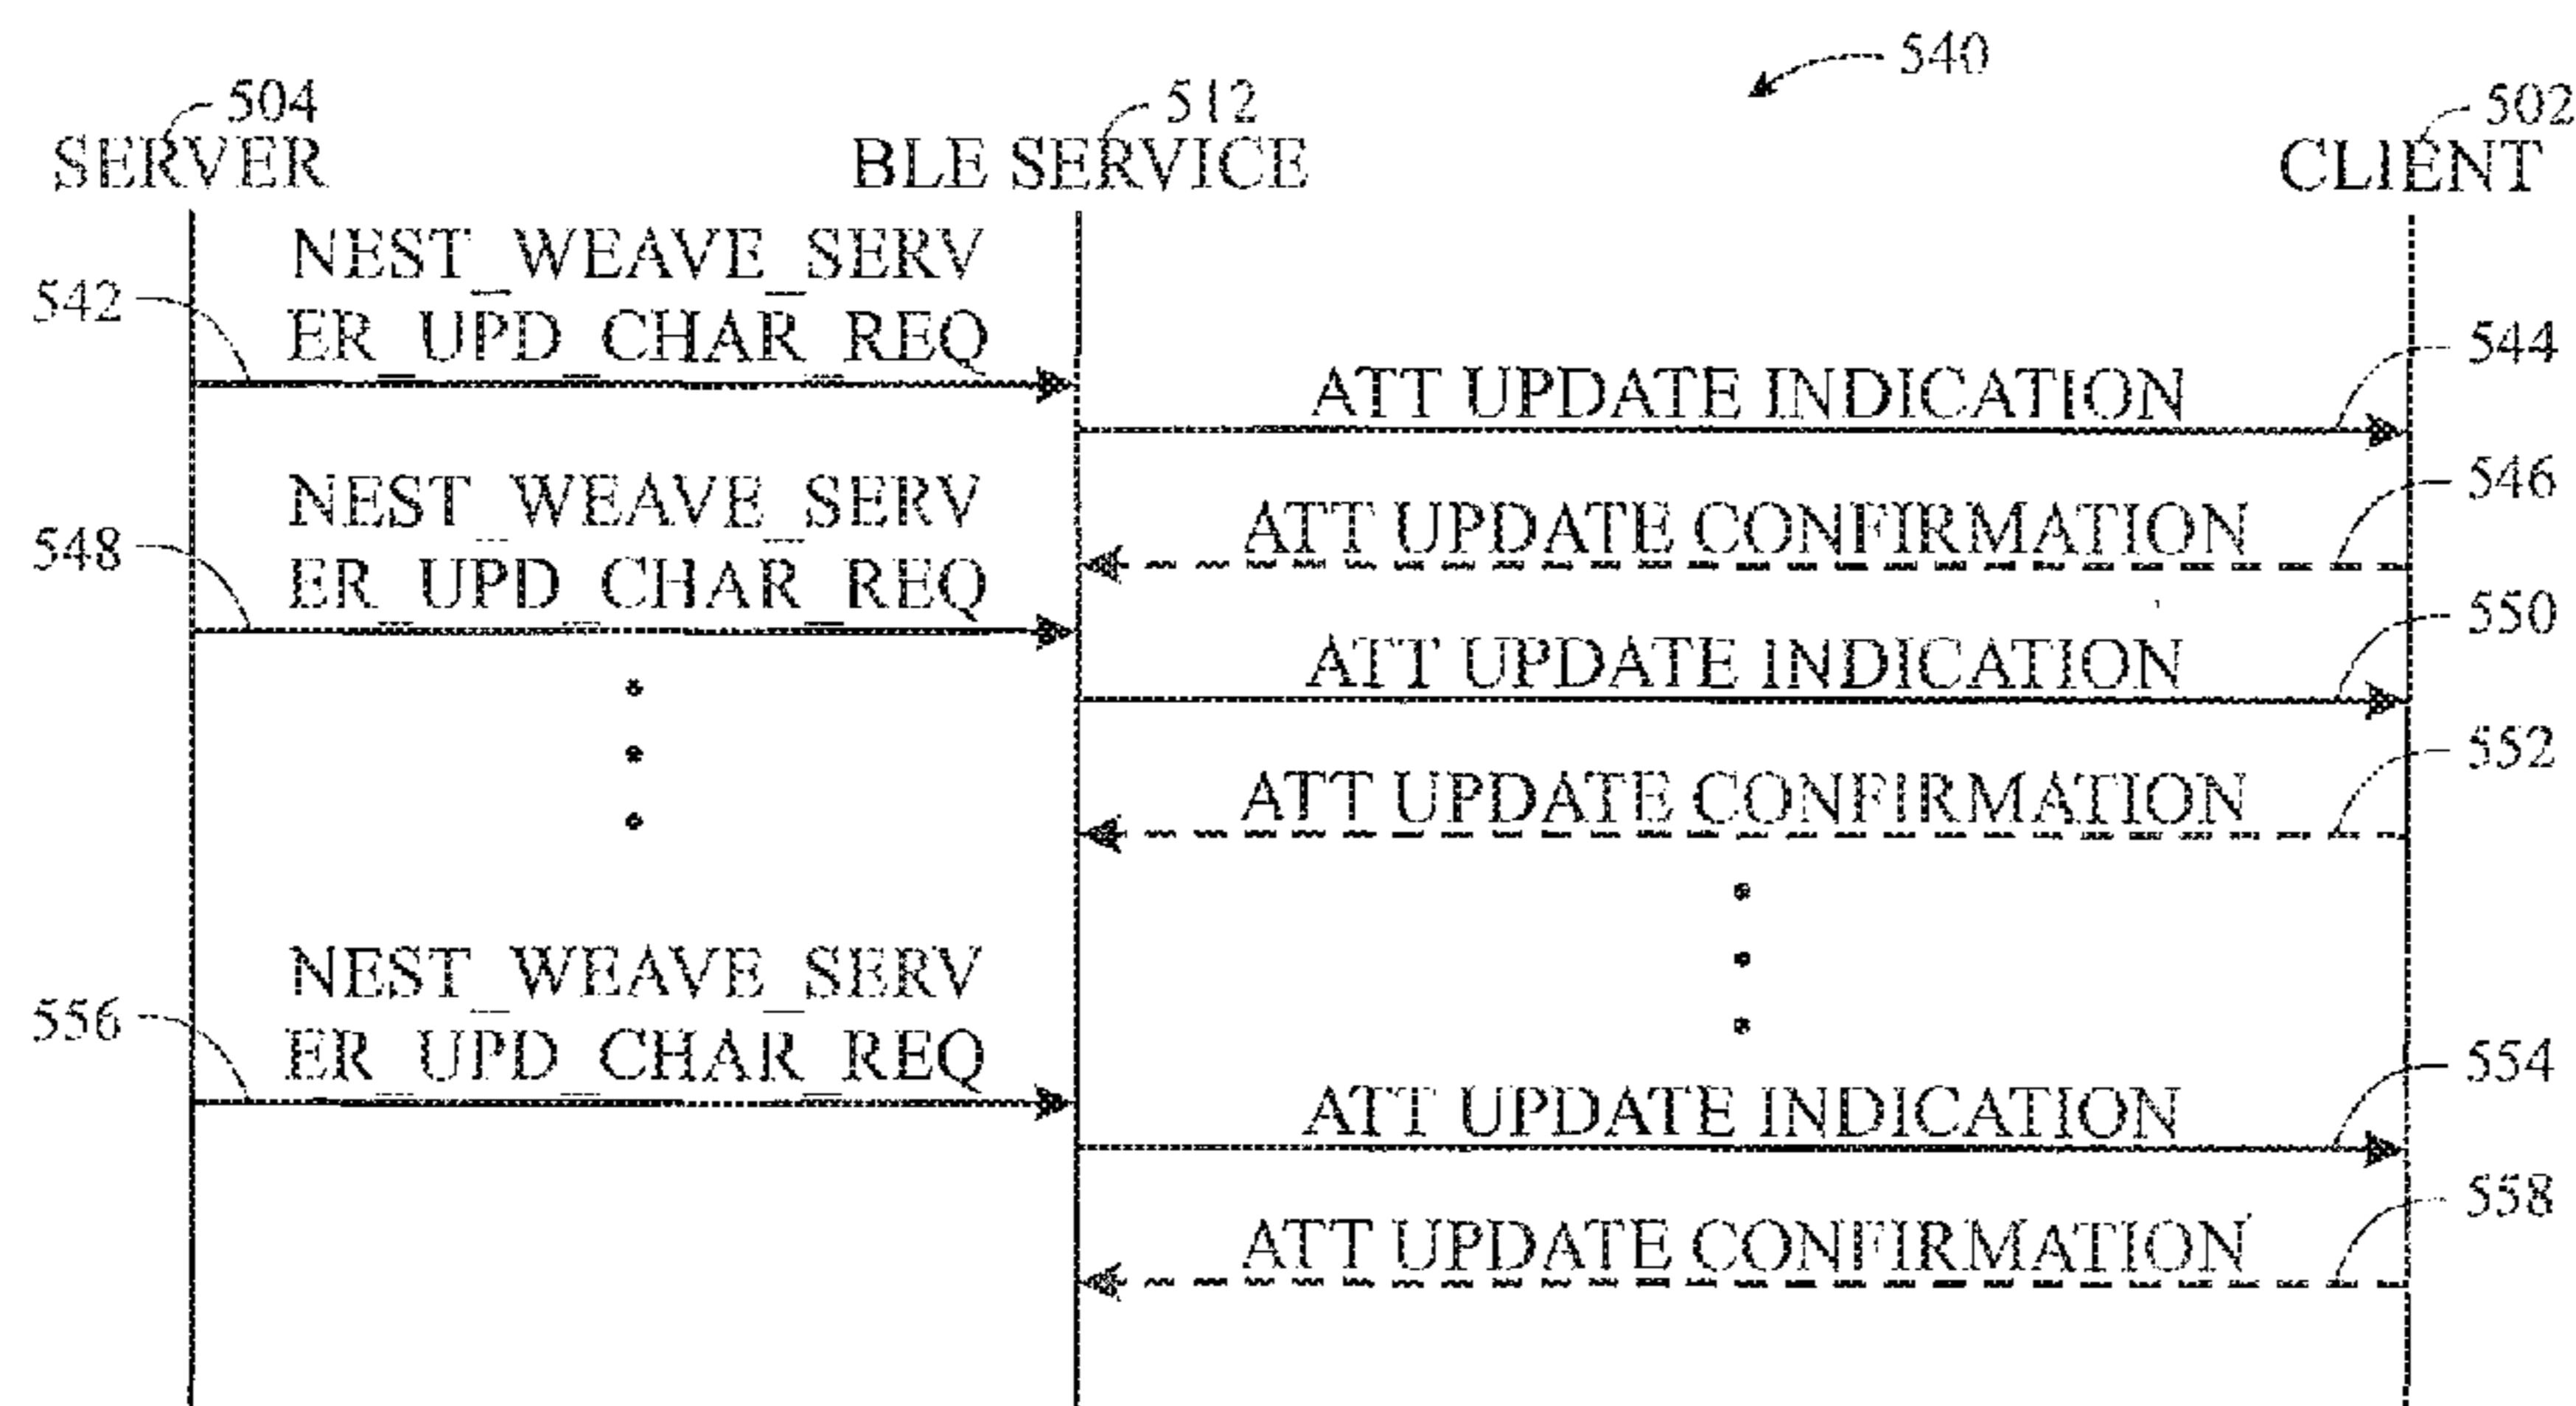 540
504
512
502
SERVER
BLE SERVICE
CLIENT
NEST_WEAVE_SERV
542
ER_UPD_CHAR_REQ
544
ATT UPDATE INDICATION
546
NEST_WEAVE_SERV
ATT UPDATE CONFIRMATION
548
ER_UPD_CHAR_REQ
550
ATT UPDATE INDICATION
552
ATT UPDATE CONFIRMATION
NEST_WEAVE_SERV
556
ER_UPD_CHAR_REQ
554
ATT UPDATE INDICATION
558
ATT UPDATE CONFIRMATION